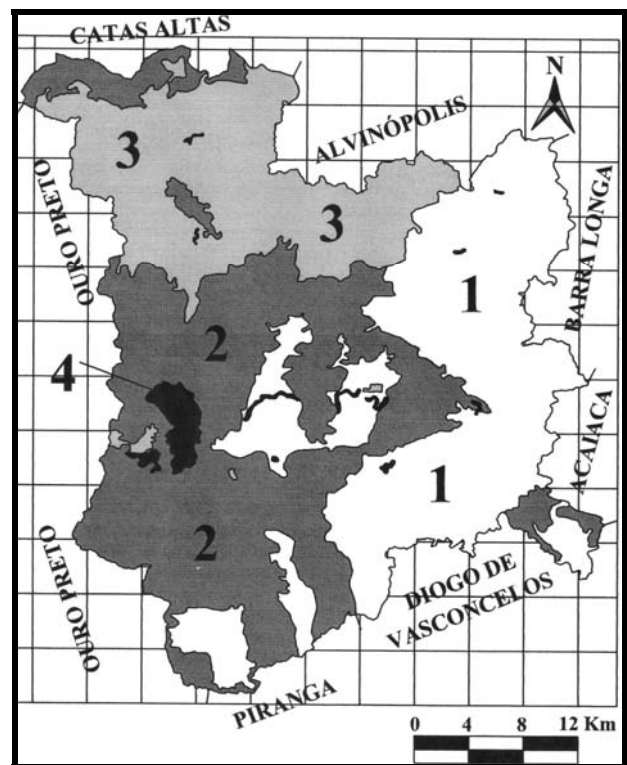 CATAS ALTAS
N
ALVINÓPOLIS
3
OURO PRETO
3
BARRA LONGA
1
2
4
ACAIACA
1
2
OURO PRETO
DIOGO DE
VASCONCELOS
PIRANGA
0 4 8 12 Km